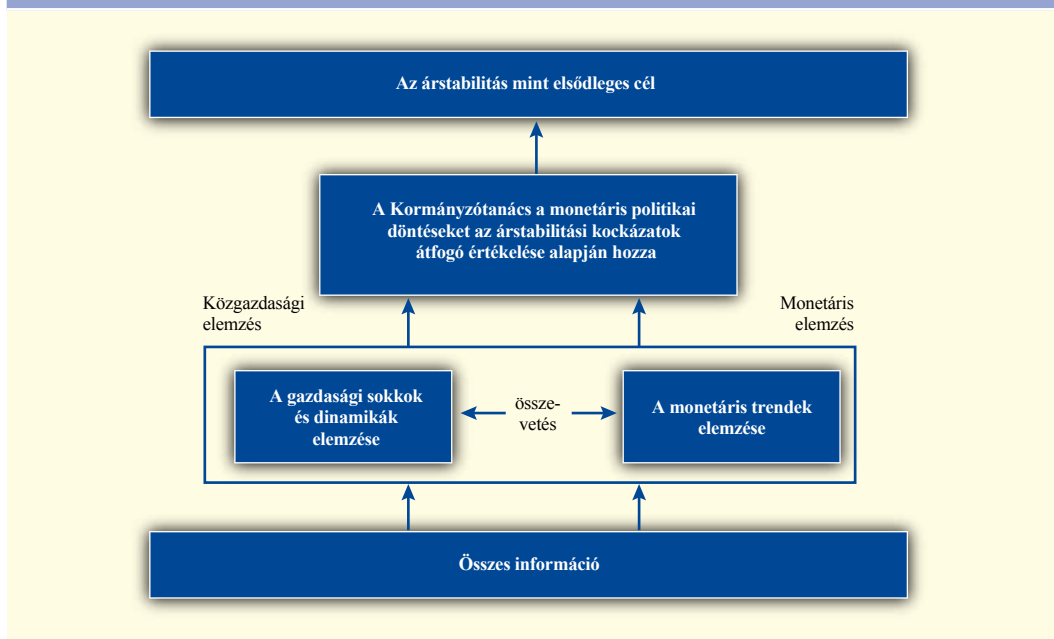 Az árstabilitás mint elsődleges cél
A Kormányzótanács a monetáris politikai
döntéseket az árstabilitási kockázatok
átfogó értékelése alapján hozza
Közgazdasági
elemzés
Monetáris
elemzés
A gazdasági sokkok
és dinamikák
elemzése
össze-
vetés
A monetáris trendek
elemzése
Összes információ